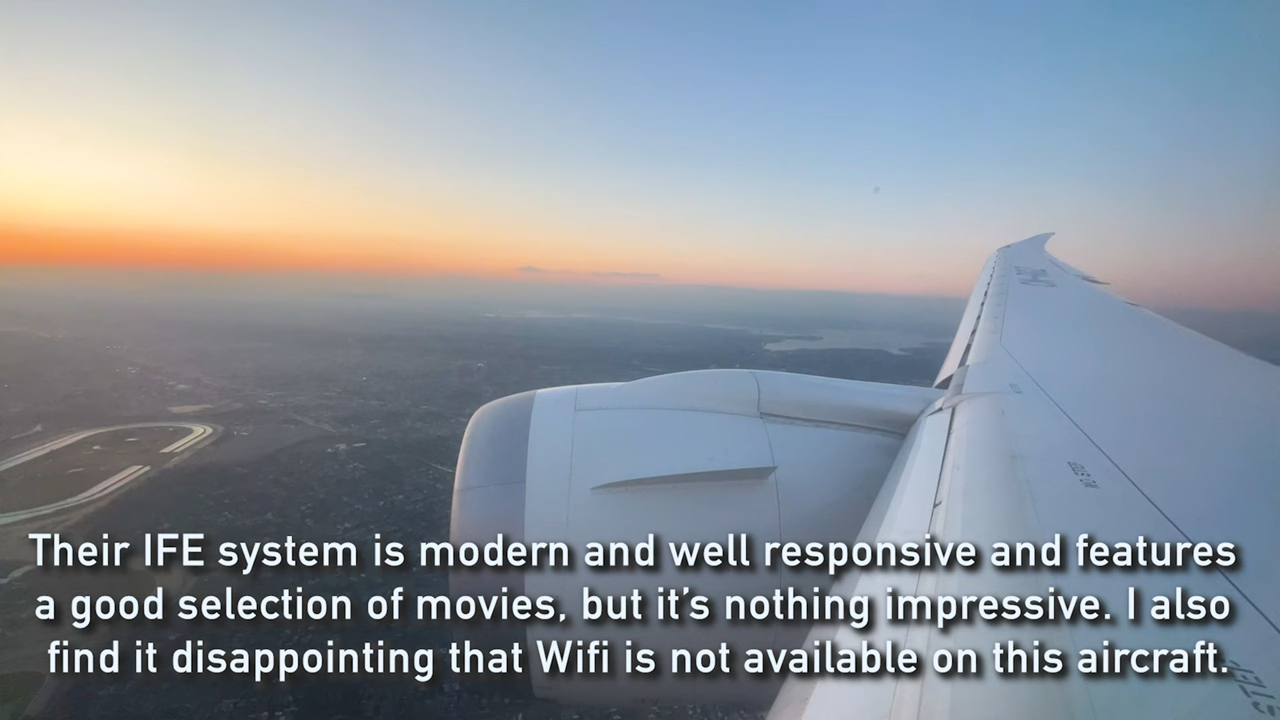 Their IFE system is modern and well responsive and features
a good selection of movies, but it's nothing impressive. I also
find it disappointing that Wifi is not available on this aircraft.